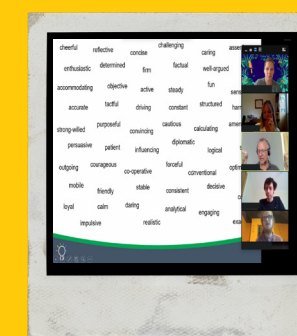 cheerful reflective concise challenging caring
enthusiastic determined firm factual well-argued
accommodating objective active steady fun
accurate tactful driving constant structured
strong-willed purposeful convincing cautious calculating
persuasive patient influencing diplomatic logical
outgoing courageous co-operative forceful conventional
mobile friendly stable consistent decisive
loyal calm daring analytical engaging
impulsive realistic